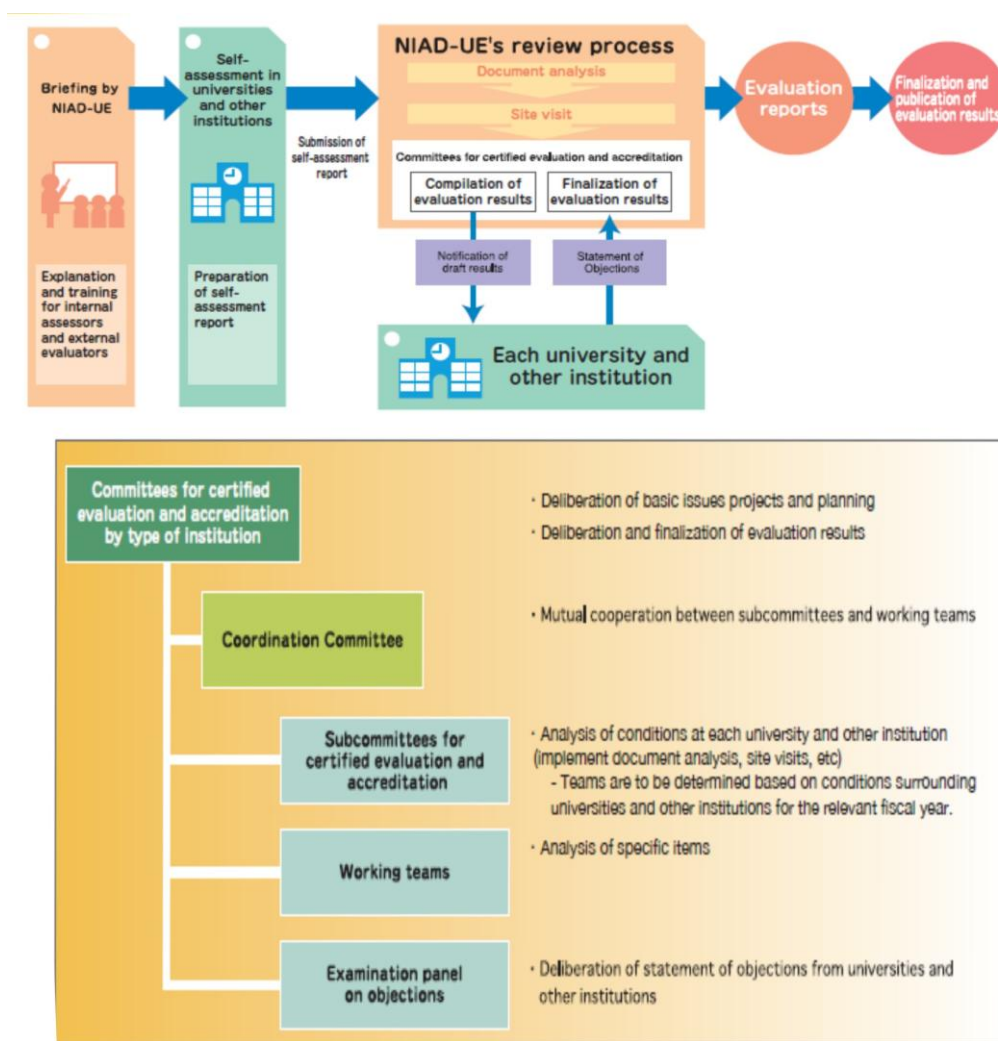 Briefing by
NIAD-UE
Explanation
and training
for internal
assessors
and external
evaluators
Self-
assessment in
universities
and other
institutions
Preparation
of self-
assessment
report
Submission of
self-assessment
report
NIAD-UE's review process
Document analysis
Site visit
Committees for certified evaluation and accreditation
Compilation of
evaluation results
Finalization of
evaluation results
Notification of
draft results
Statement of
Objections
Each university and
other institution
Evaluation
reports
Finalization and
publication of
evaluation results
Committees for certified
evaluation and accreditation
by type of institution
· Deliberation of basic issues projects and planning
· Deliberation and finalization of evaluation results
Coordination Committee
· Mutual cooperation between subcommittees and working teams
Subcommittees for
certified evaluation and
accreditation
· Analysis of conditions at each university and other institution
(implement document analysis, site visits, etc)
- Teams are to be determined based on conditions surrounding
universities and other institutions for the relevant fiscal year.
Working teams
· Analysis of specific items
Examination panel
on objections
· Deliberation of statement of objections from universities and
other institutions